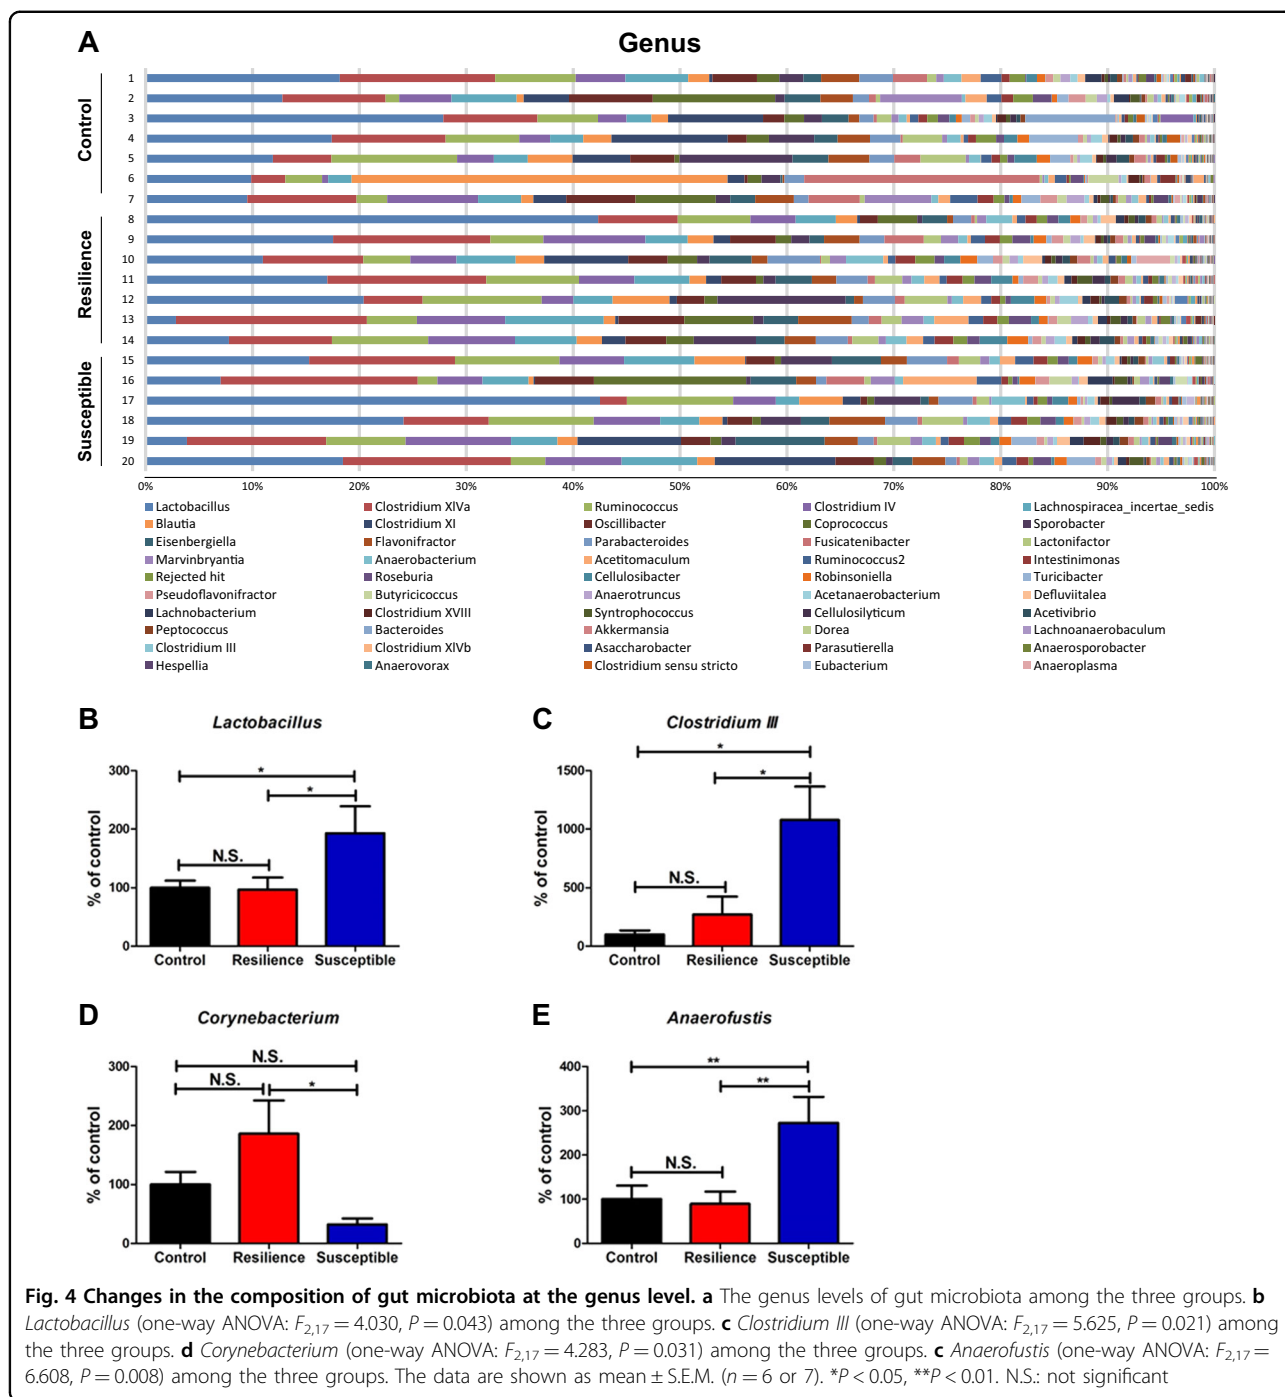 A
Genus
Control
Resilience
Susceptible
1
2
3
4
5
6
7
8
9
10
11
12
13
14
15
16
17
18
19
20
0% 10% 20% 30% 40% 50% 60% 70% 80% 90% 100%
Lactobacillus Clostridium XlVa Ruminococcus Clostridium IV Lachnospiracea_incertae_sedis
Blautia Clostridium XI Oscillibacter Coprococcus Sporobacter
Eisenbergiella Flavonifractor Parabacteroides Fusicatenibacter Lactonifactor
Marvinbryantia Anaerobacterium Acetitomaculum Ruminococcus2 Intestinimonas
Rejected hit Roseburia Cellulosibacter Robinsoniella Turicibacter
Pseudoflavonifractor Butyricicoccus Anaerotruncus Acetanaerobacterium Defluviitalea
Lachnobacterium Clostridium XVIII Syntrophococcus Cellulosilyticum Acetivibrio
Peptococcus Bacteroides Akkermansia Dorea Lachnoanaerobaculum
Clostridium III Clostridium XlVb Asaccharobacter Parasutierella Anaerosporobacter
Hespellia Anaerovorax Clostridium sensu stricto Eubacterium Anaeroplasma
B
Lactobacillus
% of control
300
200
100
0
*
*
N.S.
Control Resilience Susceptible
C
Clostridium III
% of control
1500
1000
500
0
*
*
N.S.
Control Resilience Susceptible
D
Corynebacterium
% of control
300
200
100
0
N.S.
N.S. *
Control Resilience Susceptible
E
Anaerofustis
% of control
400
300
200
100
0
**
**
N.S.
Control Resilience Susceptible
Fig. 4 Changes in the composition of gut microbiota at the genus level. a The genus levels of gut microbiota among the three groups. b
Lactobacillus (one-way ANOVA: F2,17 = 4.030, P = 0.043) among the three groups. c Clostridium III (one-way ANOVA: F2,17 = 5.625, P = 0.021) among
the three groups. d Corynebacterium (one-way ANOVA: F2,17 = 4.283, P = 0.031) among the three groups. c Anaerofustis (one-way ANOVA: F2,17 =
6.608, P = 0.008) among the three groups. The data are shown as mean ± S.E.M. (n = 6 or 7). *P < 0.05, **P < 0.01. N.S.: not significant